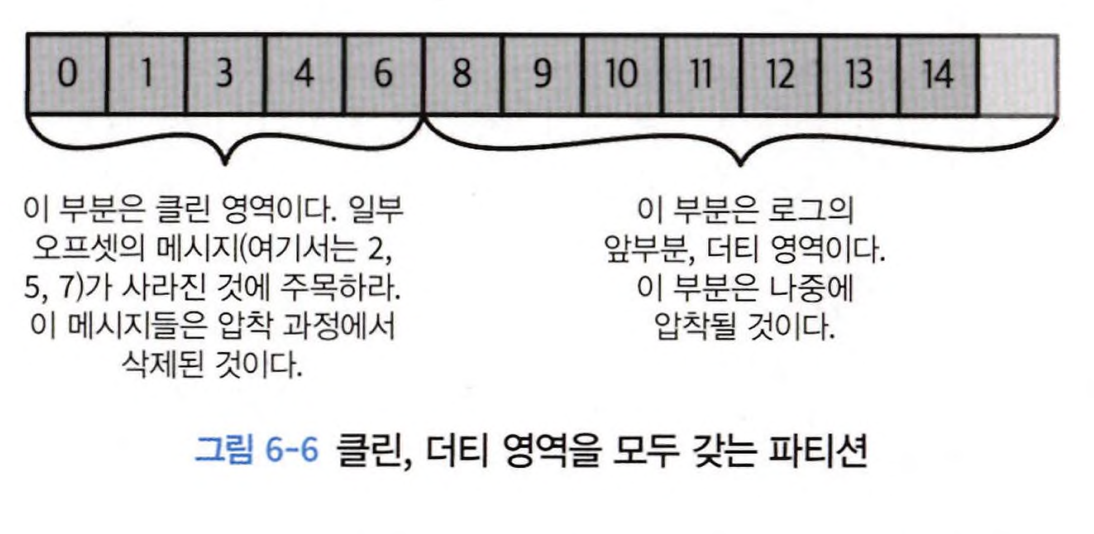 0 1 3 4 6 8 9 10 11 12 13 14
이 부분은 클린 영역이다. 일부
오프셋의 메시지(여기서는 2,
5, 7)가 사라진 것에 주목하라.
이 메시지들은 압착 과정에서
삭제된 것이다.
이 부분은 로그의
앞부분, 더티 영역이다.
이 부분은 나중에
압착될 것이다.
그림 6-6 클린, 더티 영역을 모두 갖는 파티션